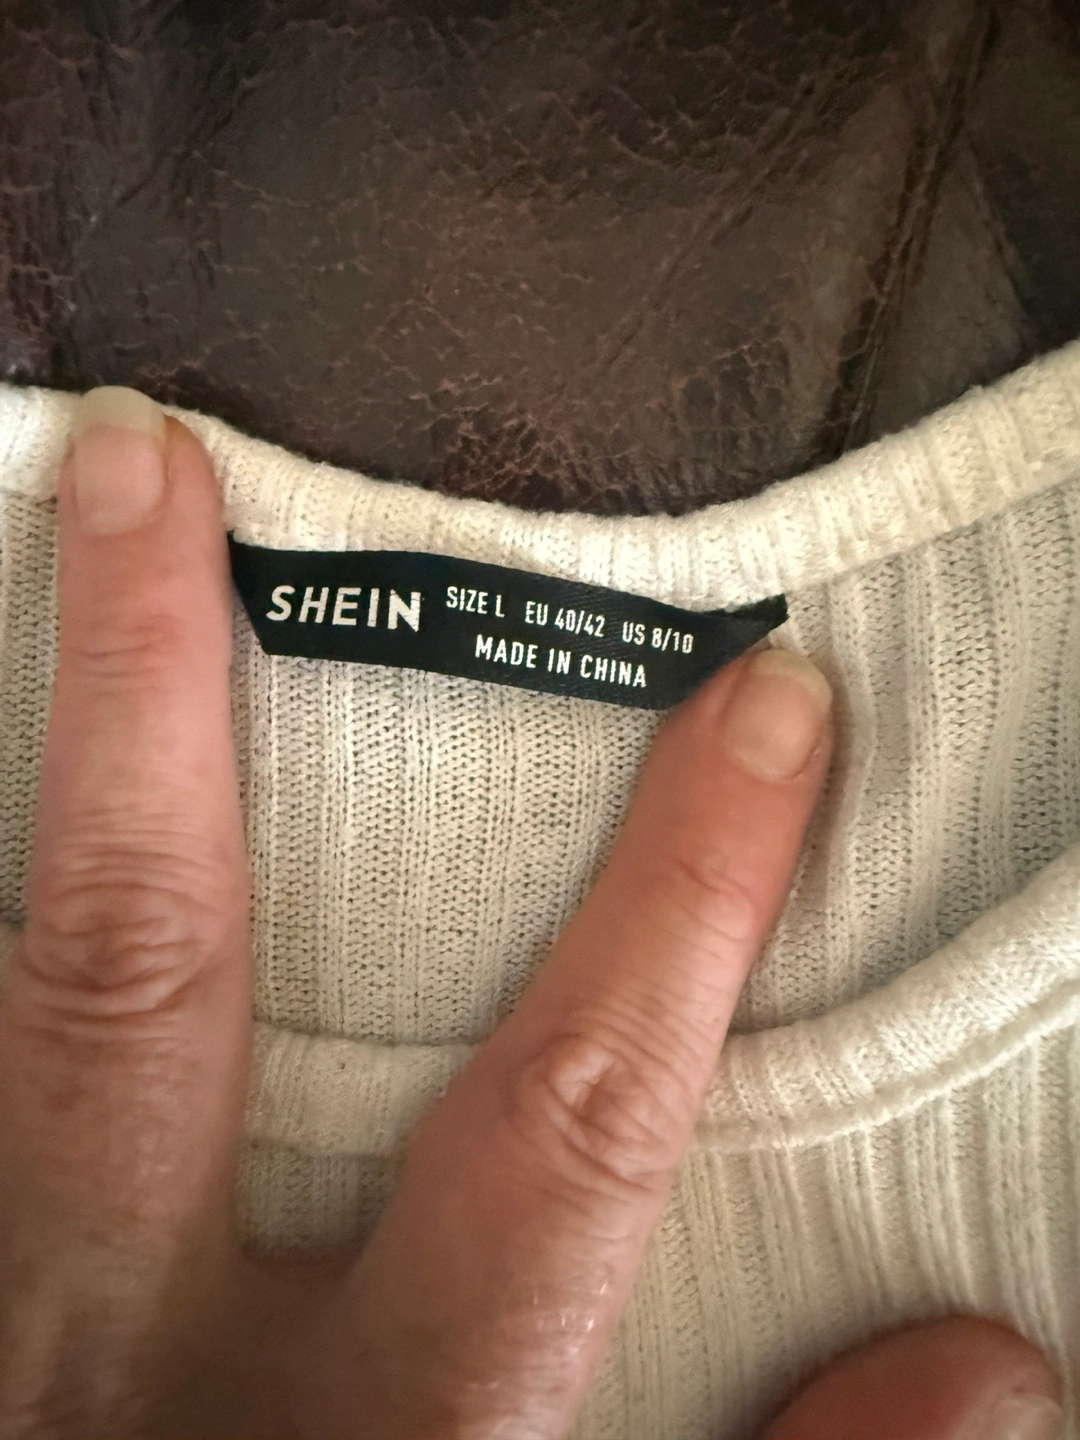 SHEIN
SIZE L EU 40/42 US 8/10
MADE IN CHINA